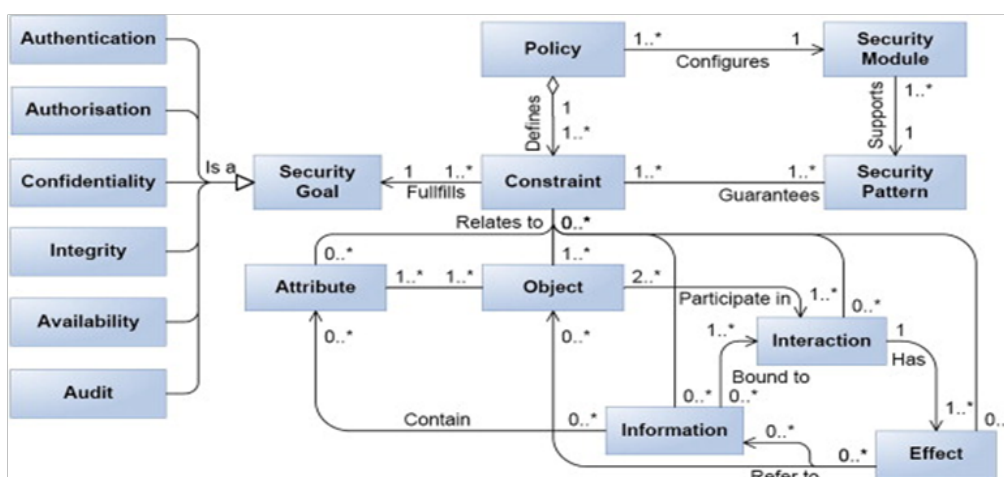 Authentication
Authorisation
Confidentiality
Integrity
Availability
Audit
Is a
Security
Goal
1
1..*
Fullfills
Policy
1..*
1
Configures
Security
Module
Defines
1
1..*
Supports
1..*
1
Constraint
1..*
1..*
Guarantees
Security
Pattern
Relates to
0..*
0..*
1..*
Attribute
1..*
1..*
Object
2..*
Participate in
1..*
0..*
0..*
0..*
1..*
Interaction
1
Has
Bound to
0..*
0..*
Contain
0..*
Information
0..*
1..*
0..
0..*
Effect
Refer to